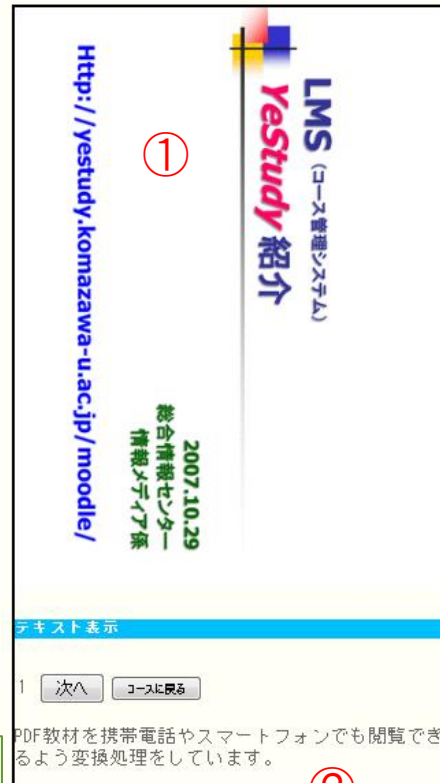 LMS (コース管理システム)
YeStudy 紹介
①
2007.10.29
総合情報センター
情報メディア係
Http://yestudy.komazawa-u.ac.jp/moodle/
テキスト表示
1 次へ コースに戻る
PDF教材を携帯電話やスマートフォンでも閲覧でき
るよう変換処理をしています。